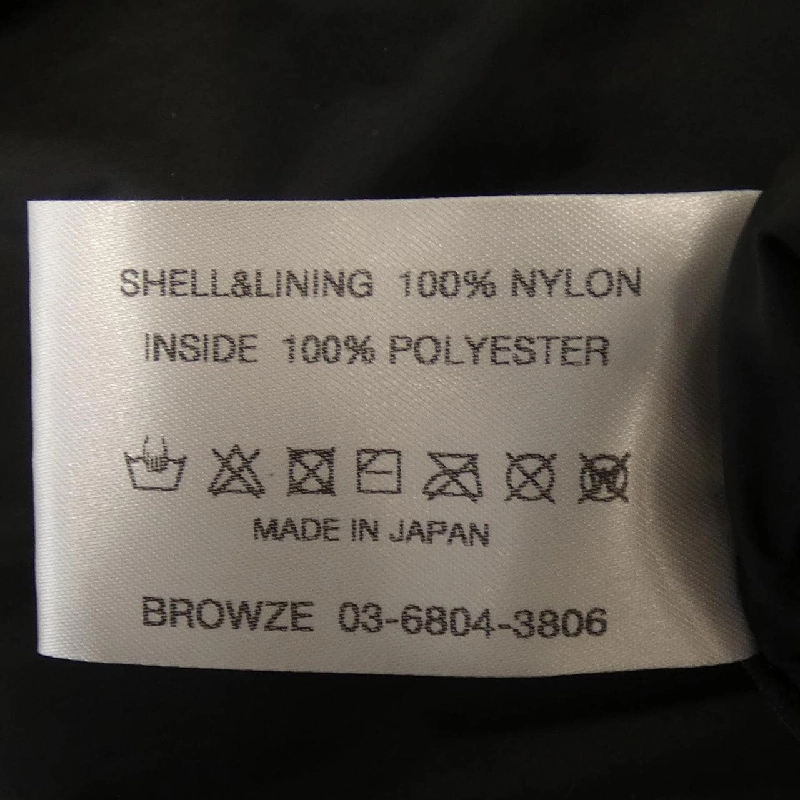 SHELL&LINING 100% NYLON
INSIDE 100% POLYESTER
MADE IN JAPAN
BROWZE 03-6804-3806